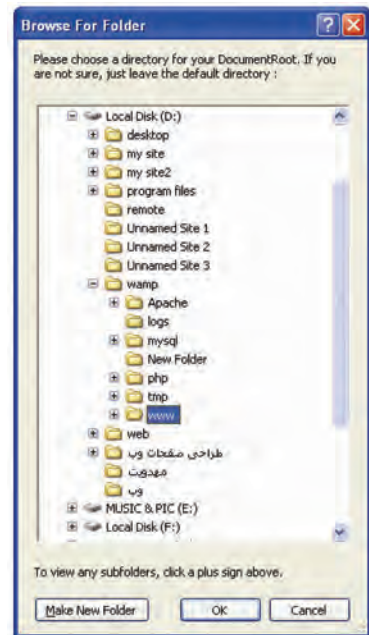 Browse For Folder
Please choose a directory for your DocumentRoot. If you
are not sure, just leave the default directory :
Local Disk (D:)
desktop
my site
my site2
program files
remote
Unnamed Site 1
Unnamed Site 2
Unnamed Site 3
wamp
Apache
logs
mysql
New Folder
php
tmp
www
web
طراحی صفحات وب
مهدویت
وب
MUSIC & PIC (E:)
Local Disk (F:)
To view any subfolders, click a plus sign above.
Make New Folder
OK
Cancel